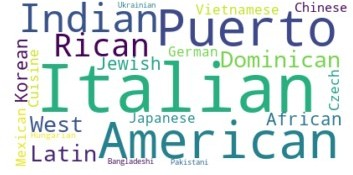 Ukrainian
Vietnamese Chinese
Indian Puerto
Korean Rican German
Cuisine Jewish Dominican
Italian Czech
Mexican West Japanese African
Hungarian
Latin American
Bangladeshi Pakistani